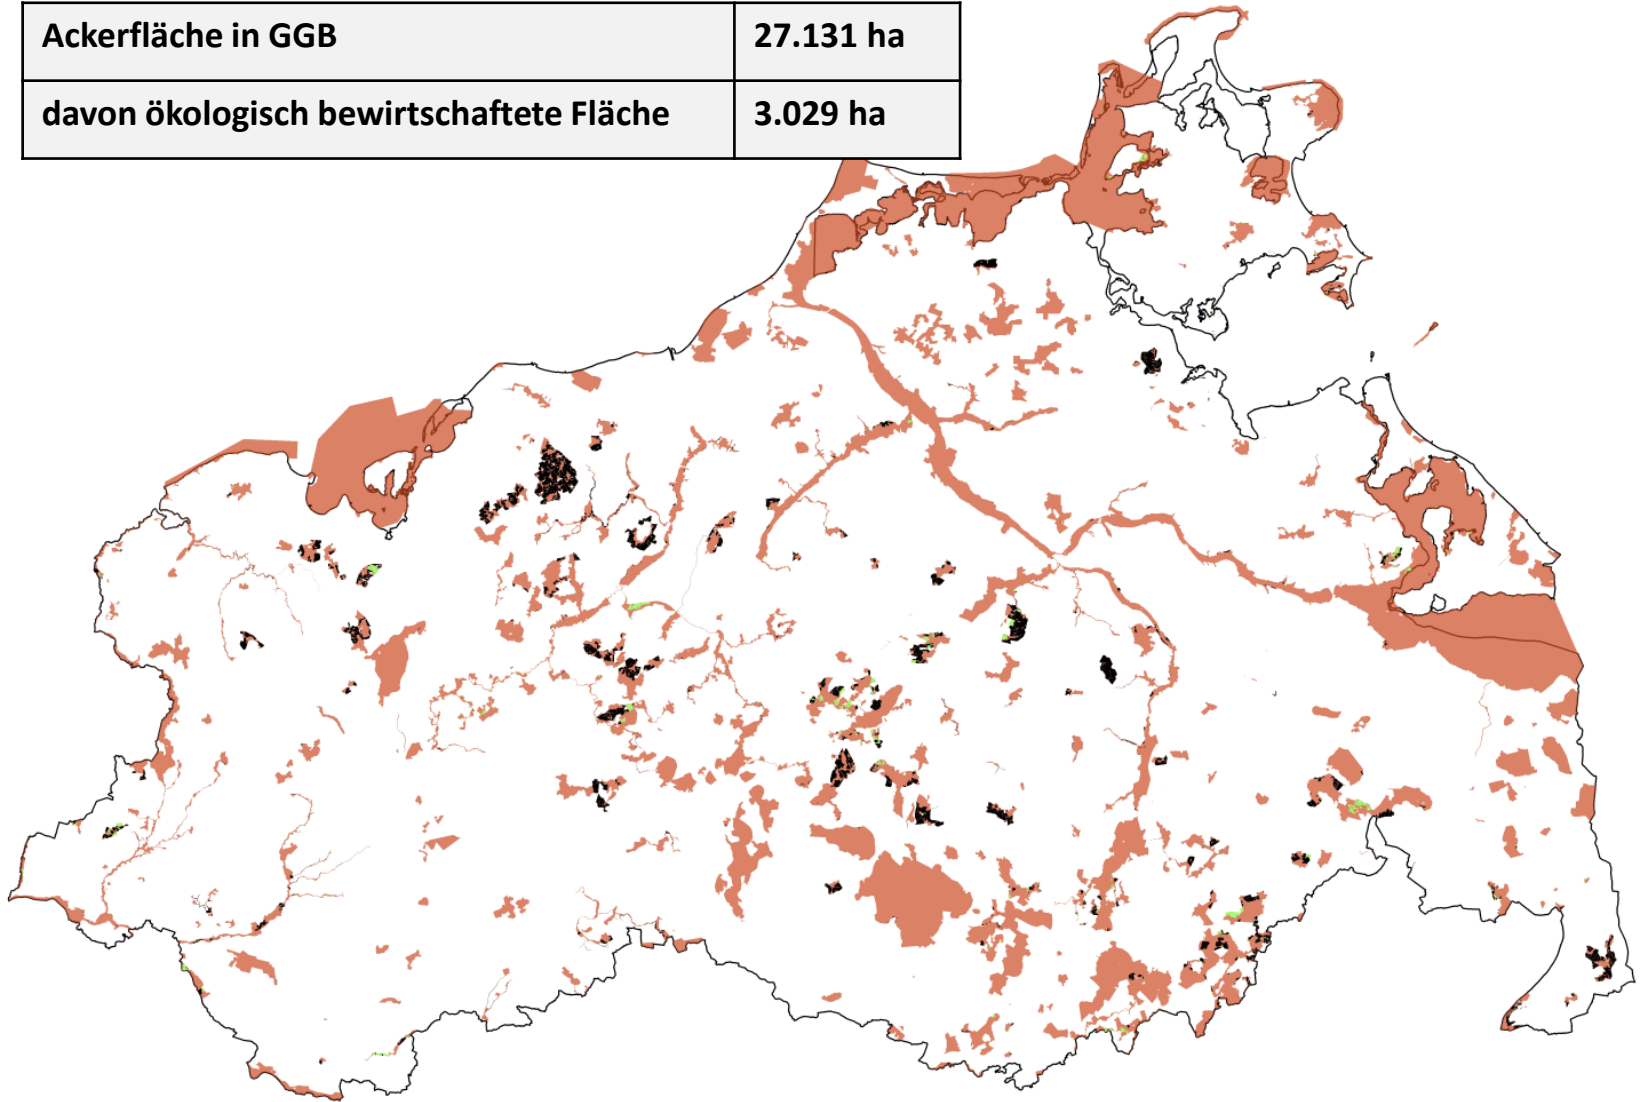 Ackerfläche in GGB 27.131 ha
davon ökologisch bewirtschaftete Fläche 3.029 ha